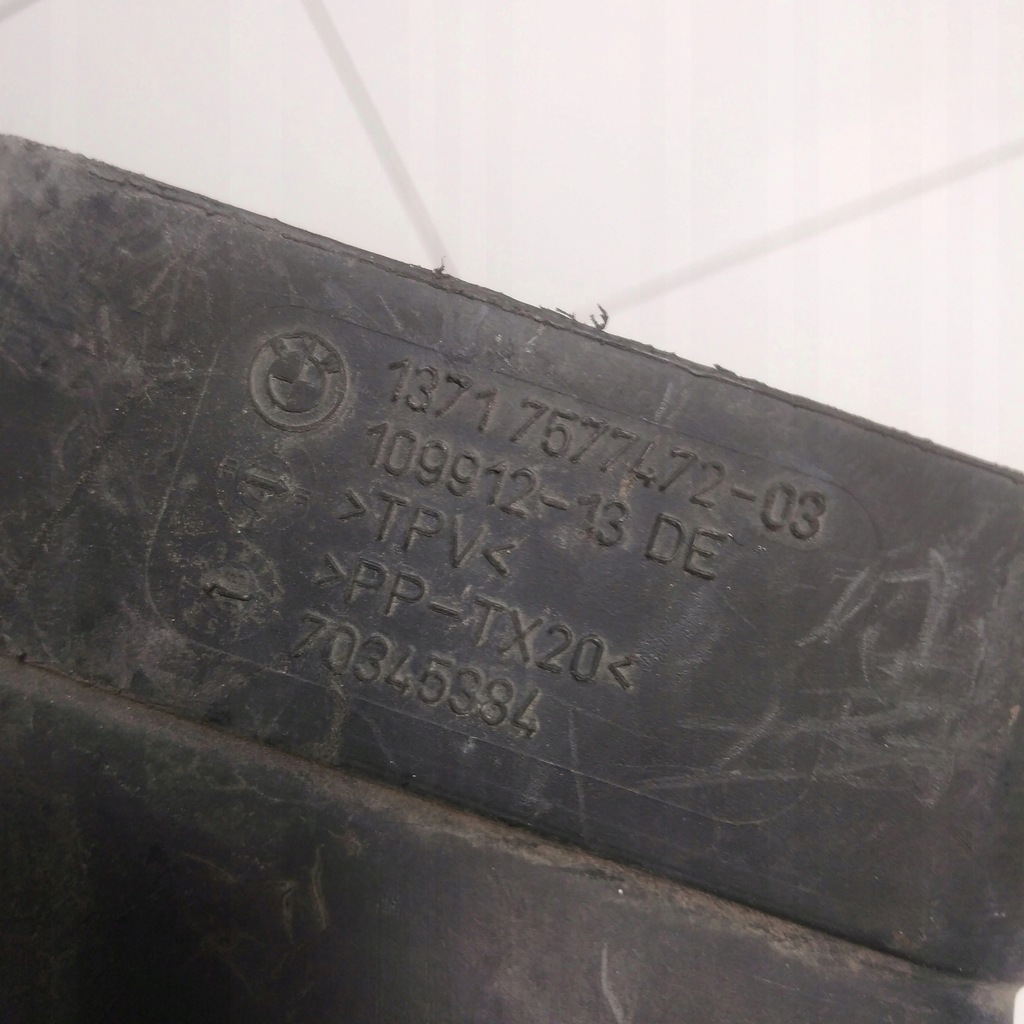 1371 7577472-03
109912-13 DE
>TPV<
>PP-TX20<
70345384